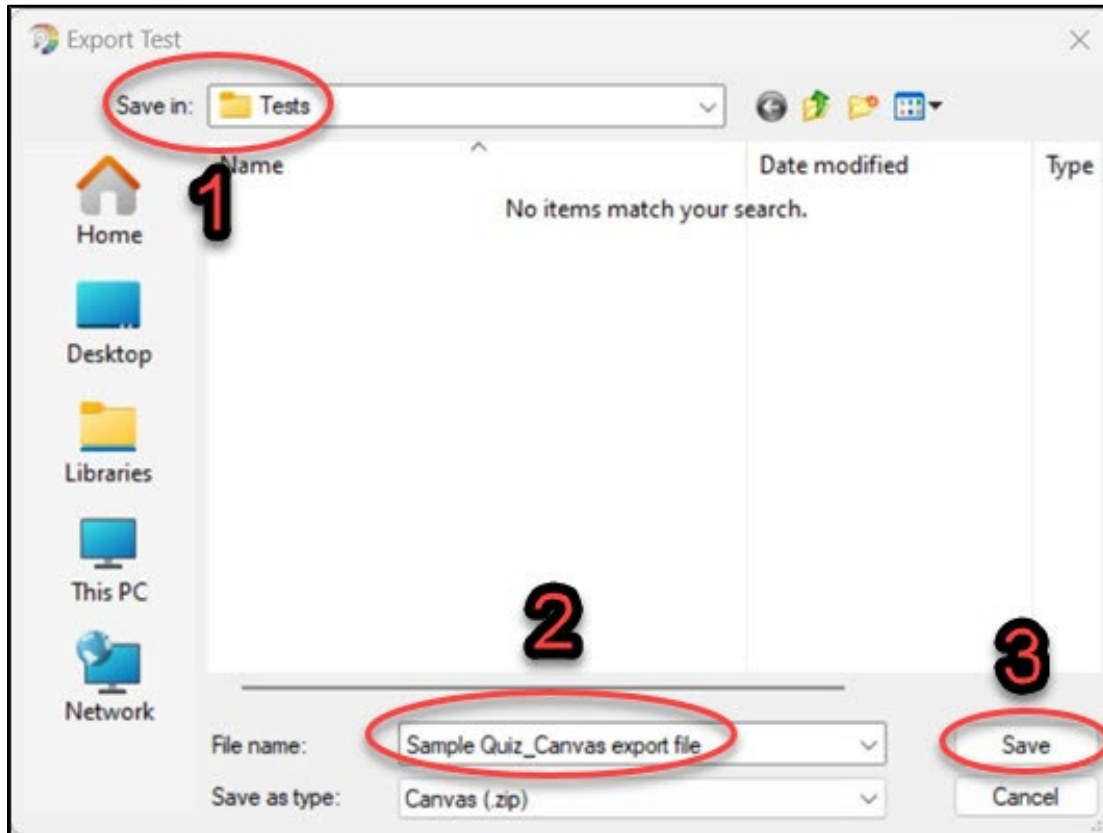 Export Test
Save in: Tests
1
Name Date modified Type
No items match your search.
Home
Desktop
Libraries
This PC
Network
2
3
File name: Sample Quiz_Canvas export file Save
Save as type: Canvas (.zip) Cancel